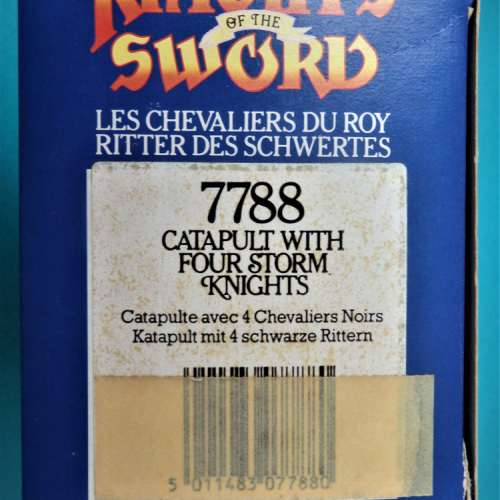 KNIGHTS
OF THE
SWORD
LES CHEVALIERS DU ROY
RITTER DES SCHWERTES
7788
CATAPULT WITH
FOUR STORM
KNIGHTS
Catapulte avec 4 Chevaliers Noirs
Katapult mit 4 schwarze Rittern
5 011483 077880